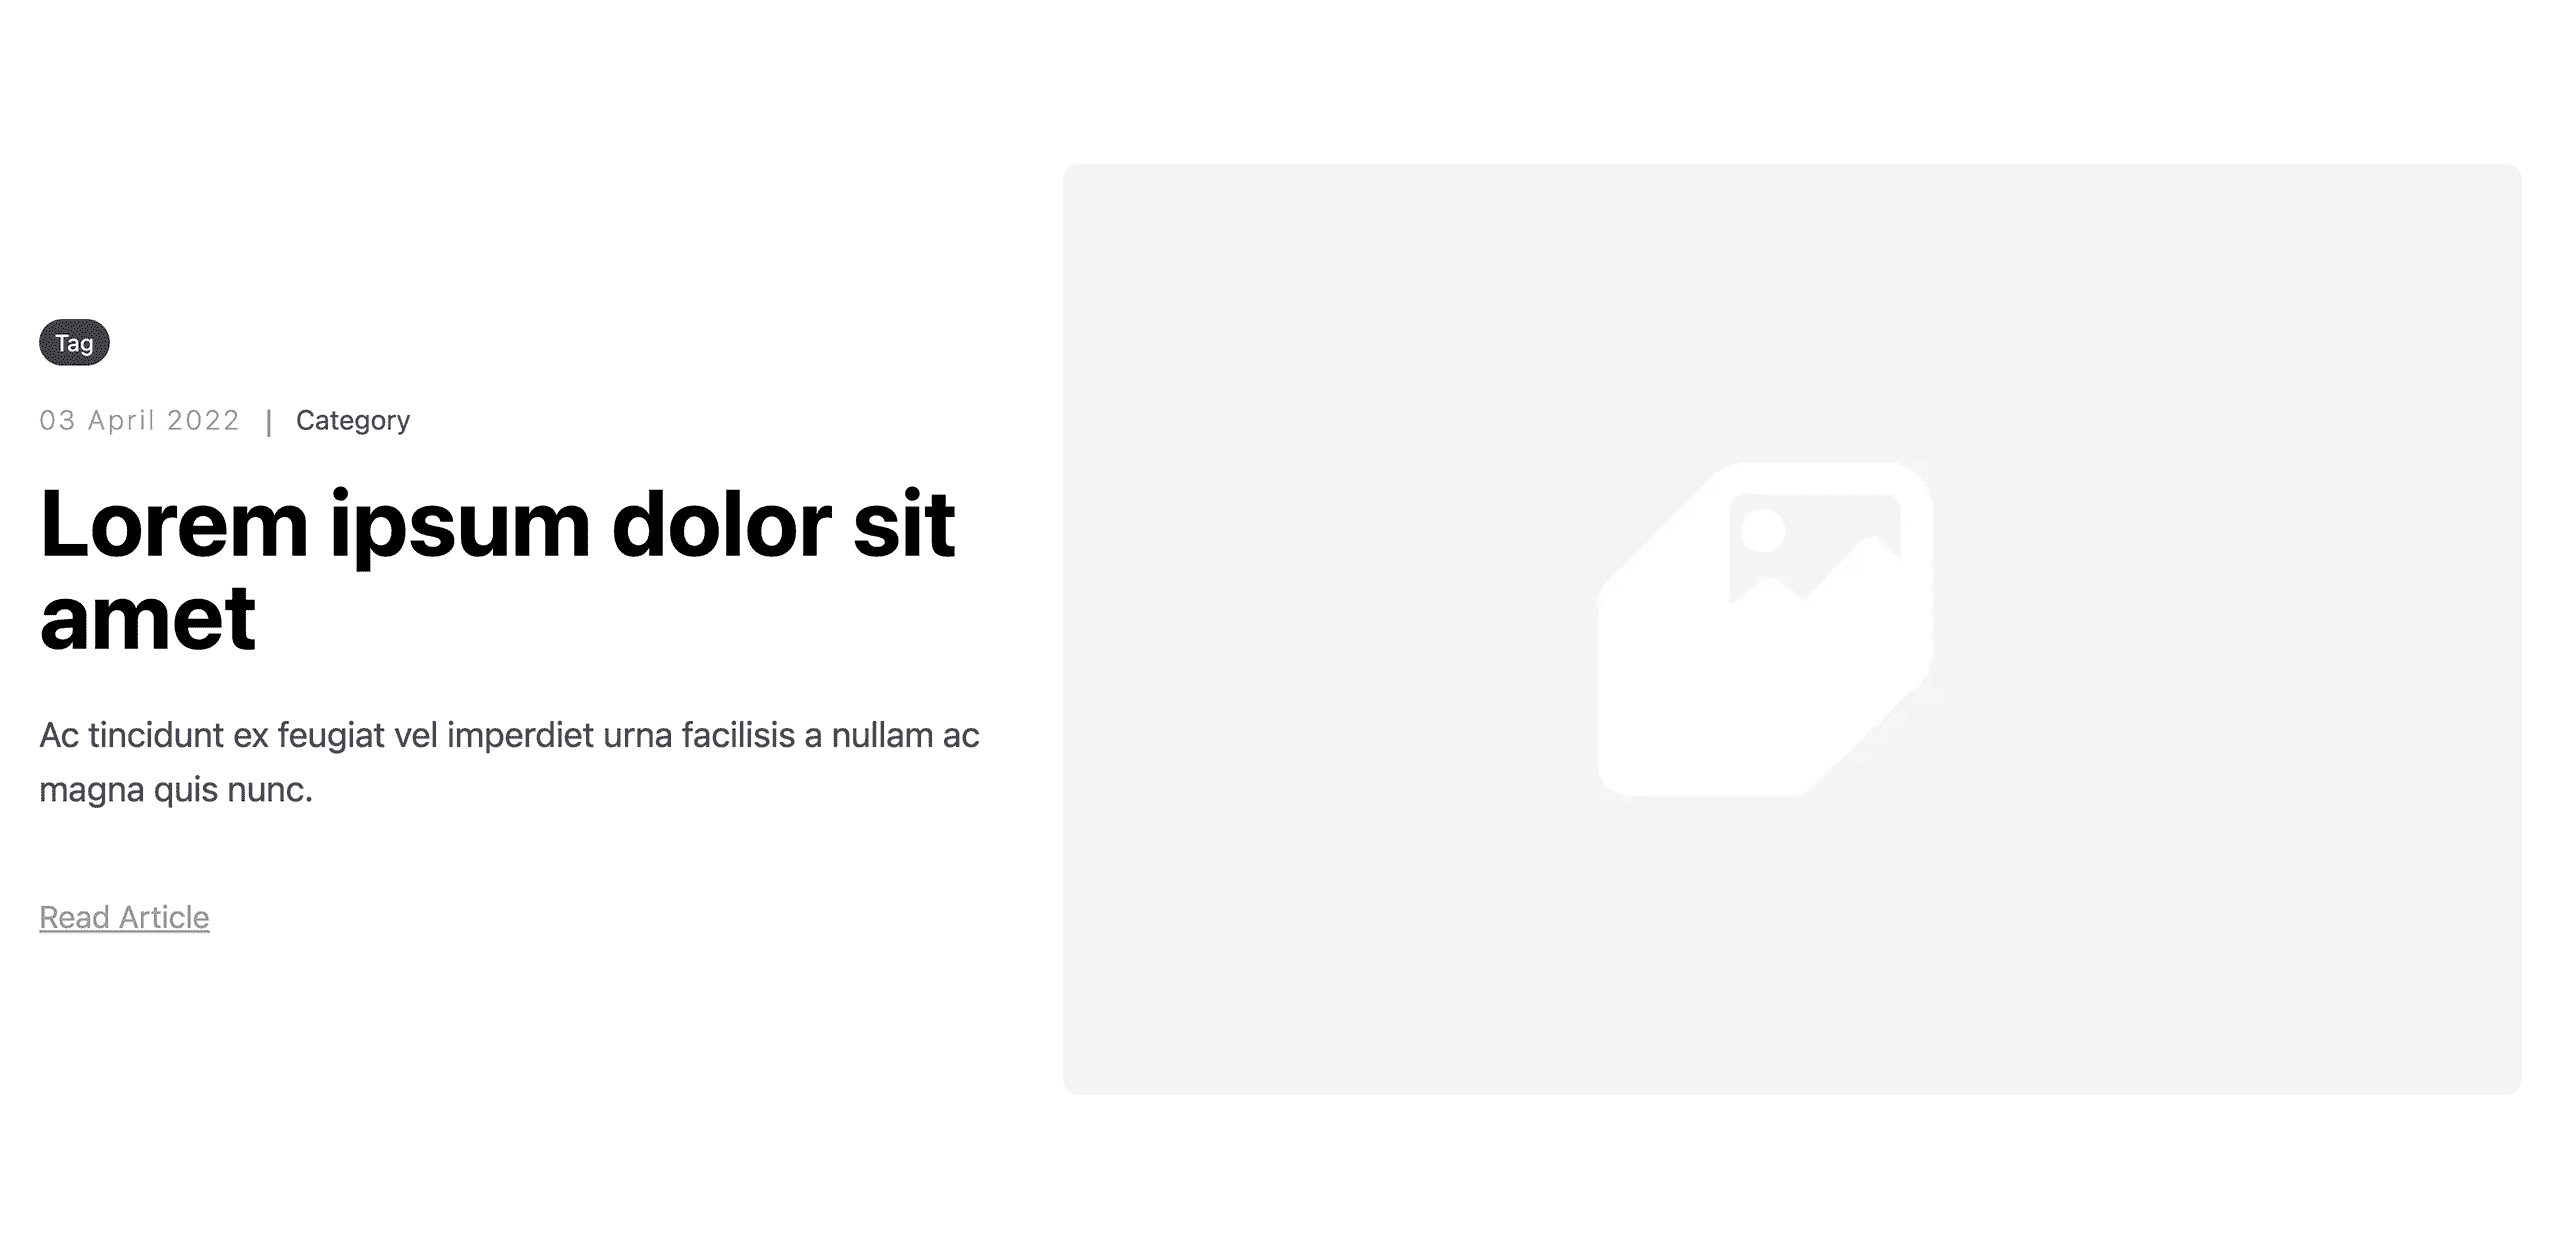 Tag
03 April 2022 | Category
Lorem ipsum dolor sit
amet
Ac tincidunt ex feugiat vel imperdiet urna facilisis a nullam ac
magna quis nunc.
Read Article